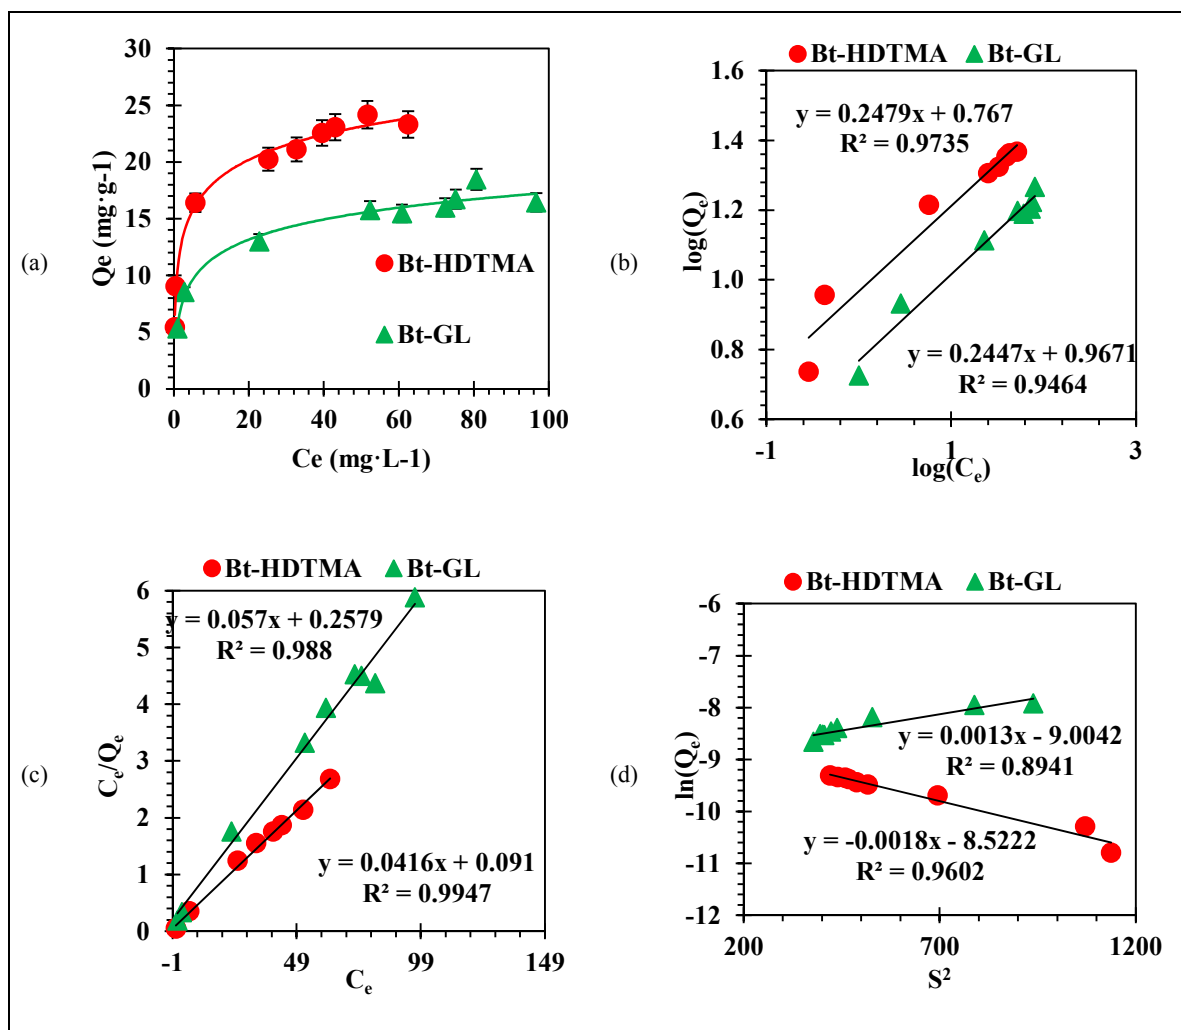 (a)
Qe (mg·g-1)
30
25
20
15
10
5
0
0 20 40 60 80 100
Ce (mg·L-1)
Bt-HDTMA
Bt-GL
(b)
Bt-HDTMA Bt-GL
log(Qe)
1.6
1.4
1.2
1.0
0.8
0.6
y = 0.2479x + 0.767
R² = 0.9735
y = 0.2447x + 0.9671
R² = 0.9464
-1 1 3
log(Ce)
(c)
Bt-HDTMA Bt-GL
Ce/Qe
6
5
4
3
2
1
0
y = 0.057x + 0.2579
R² = 0.988
y = 0.0416x + 0.091
R² = 0.9947
-1 49 99 149
Ce
(d)
Bt-HDTMA Bt-GL
ln(Qe)
-6
-7
-8
-9
-10
-11
-12
y = 0.0013x - 9.0042
R² = 0.8941
y = -0.0018x - 8.5222
R² = 0.9602
200 700 1200
S²